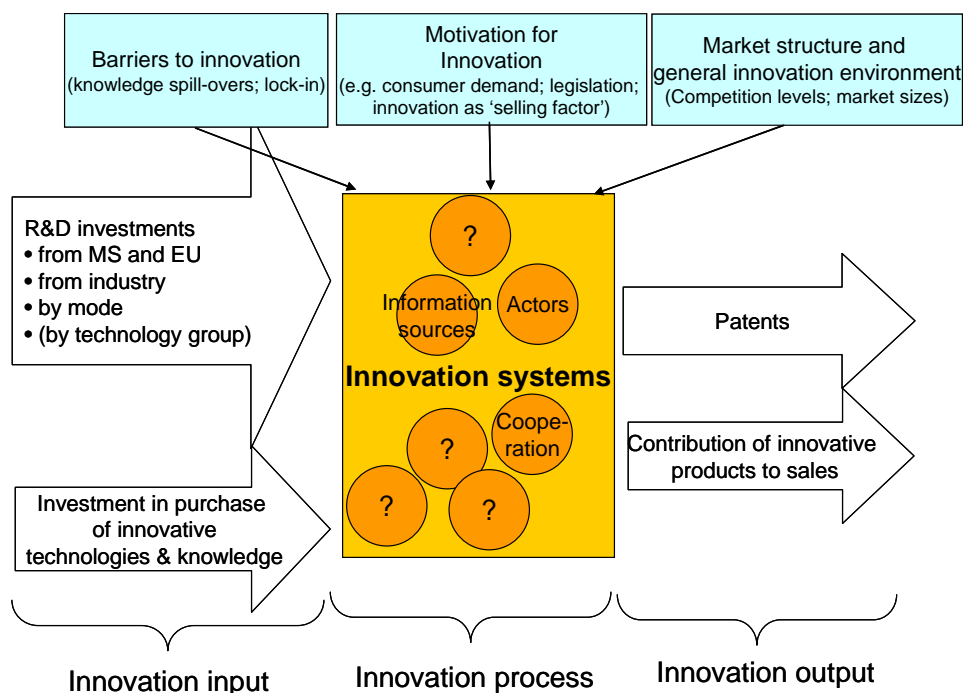 Barriers to innovation
(knowledge spill-overs; lock-in)
Motivation for
Innovation
(e.g. consumer demand; legislation;
innovation as ‘selling factor’)
Market structure and
general innovation environment
(Competition levels; market sizes)
R&D investments
• from MS and EU
• from industry
• by mode
• (by technology group)
Investment in purchase
of innovative
technologies & knowledge
?
Information
sources
Actors
Innovation systems
Coope-
ration
?
?
?
Patents
Contribution of innovative
products to sales
Innovation input
Innovation process
Innovation output